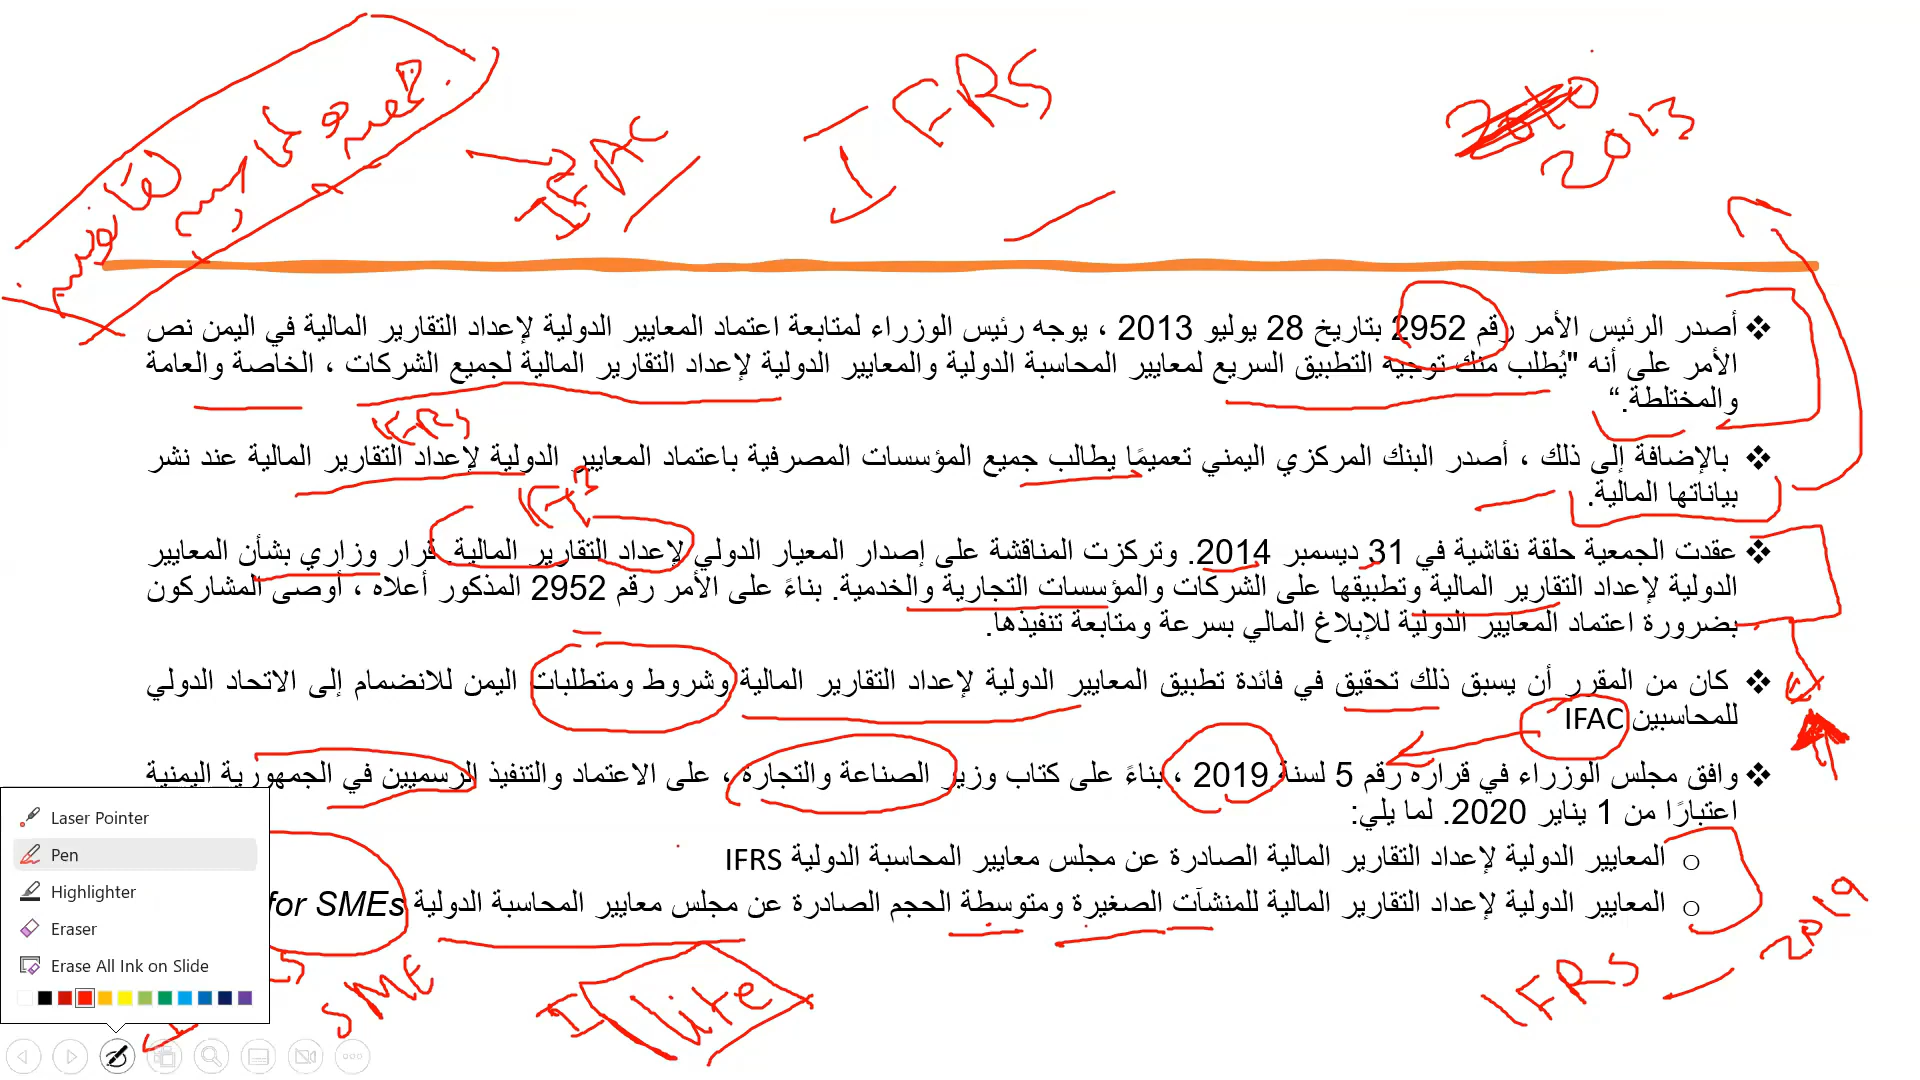 IFAC
IFRS
2013
أصدر الرئيس الأمر رقم 2952 بتاريخ 28 يوليو 2013 ، يوجه رئيس الوزراء لمتابعة اعتماد المعايير الدولية لإعداد التقارير المالية في اليمن نص
الأمر على أنه "يُطلب منك توجيه التطبيق السريع لمعايير المحاسبة الدولية والمعايير الدولية لإعداد التقارير المالية لجميع الشركات ، الخاصة والعامة
والمختلطة.“
IFRS
بالإضافة إلى ذلك ، أصدر البنك المركزي اليمني تعميمًا يطالب جميع المؤسسات المصرفية باعتماد المعايير الدولية لإعداد التقارير المالية عند نشر
بياناتها المالية.
عقدت الجمعية حلقة نقاشية في 31 ديسمبر 2014. وتركزت المناقشة على إصدار المعيار الدولي لإعداد التقارير المالية. قرار وزاري بشأن المعايير
الدولية لإعداد التقارير المالية وتطبيقها على الشركات والمؤسسات التجارية والخدمية. بناءً على الأمر رقم 2952 المذكور أعلاه ، أوصى المشاركون
بضرورة اعتماد المعايير الدولية للإبلاغ المالي بسرعة ومتابعة تنفيذها.
كان من المقرر أن يسبق ذلك تحقيق في فائدة تطبيق المعايير الدولية لإعداد التقارير المالية وشروط ومتطلبات اليمن للانضمام إلى الاتحاد الدولي
للمحاسبين IFAC
وافق مجلس الوزراء في قراره رقم 5 لسنة 2019 ، بناءً على كتاب وزير الصناعة والتجارة ، على الاعتماد والتنفيذ الرسميين في الجمهورية اليمنية
اعتبارًا من 1 يناير 2020. لما يلي:
المعايير الدولية لإعداد التقارير المالية الصادرة عن مجلس معايير المحاسبة الدولية IFRS
المعايير الدولية لإعداد التقارير المالية للمنشآت الصغيرة ومتوسطة الحجم الصادرة عن مجلس معايير المحاسبة الدولية for SMEs
2019
IFRS
SME
lite
Laser Pointer
Pen
Highlighter
Eraser
Erase All Ink on Slide